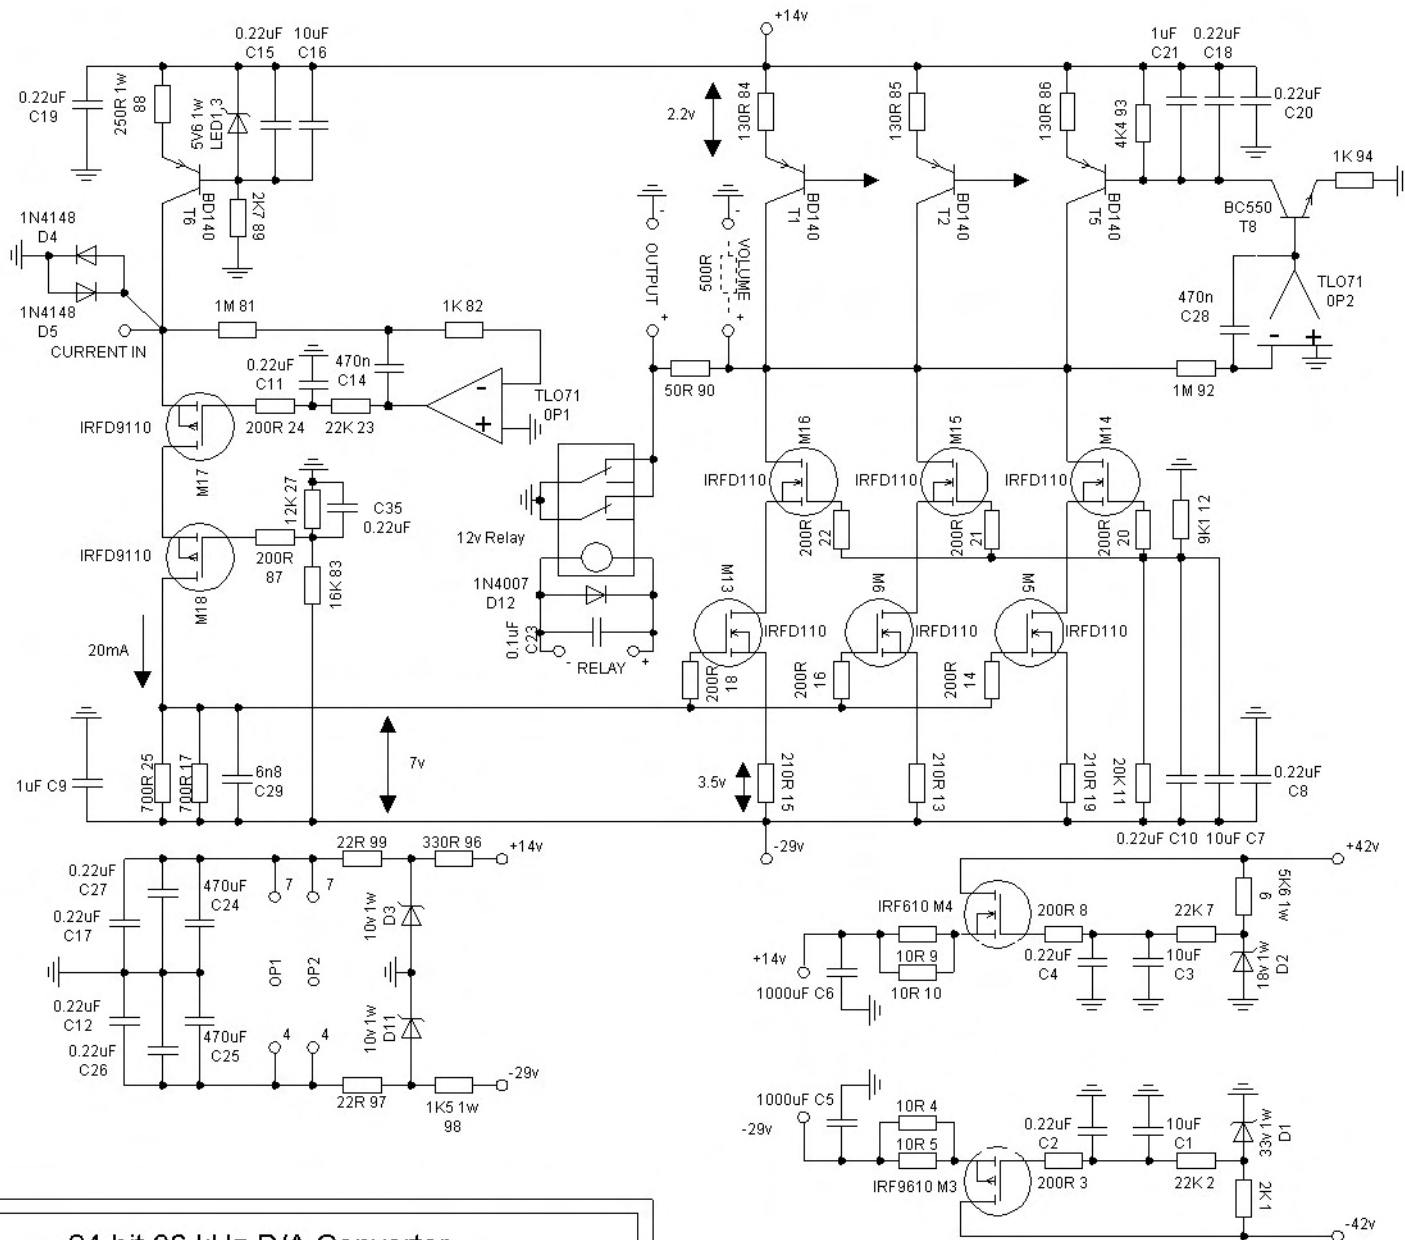 +14v
0.22uF
C15
10uF
C16
1uF
C21
0.22uF
C18
0.22uF
C19
250R 1w
88
5V6 1w
LED1,3
2.2v
130R 84
130R 85
130R 86
4K4 93
0.22uF
C20
1K 94
BD140
T6
2K7 89
BD140
T1
BD140
T2
BD140
T5
BC550
T8
1N4148
D4
1N4148
D5
CURRENT IN
'
OUTPUT
+
'
500R
VOLUME
+
TLO71
OP2
470n
C28
-
+
1M 81
1K 82
0.22uF
C11
470n
C14
-
+
TLO71
OP1
50R 90
1M 92
IRFD9110
M17
200R 24
22K 23
M16
M15
M14
IRFD110
IRFD110
IRFD110
12K 27
C35
0.22uF
12v Relay
200R
22
200R
21
200R
20
9K1 12
IRFD9110
M18
200R
87
16K 83
1N4007
D12
0.1uF
C23
-
RELAY
+
M13
M6
M5
IRFD110
IRFD110
IRFD110
20mA
200R
18
200R
16
200R
14
1uF C9
700R 25
700R 17
6n8
C29
7v
3.5v
210R 15
210R 13
210R 19
20K 11
0.22uF
C8
0.22uF C10
10uF C7
-29v
22R 99
330R 96
+14v
0.22uF
C27
0.22uF
C17
470uF
C24
7
7
10v 1w
D3
OP1
OP2
0.22uF
C12
0.22uF
C26
470uF
C25
4
4
10v 1w
D11
22R 97
1K5 1w
98
-29v
+42v
5K6 1w
6
IRF610 M4
200R 8
22K 7
+14v
10R 9
10R 10
1000uF C6
0.22uF
C4
10uF
C3
18v 1w
D2
1000uF C5
-29v
10R 4
10R 5
0.22uF
C2
10uF
C1
33v 1w
D1
IRF9610 M3
200R 3
22K 2
2K 1
-42v
24 bit 96 kHz D/A Converter